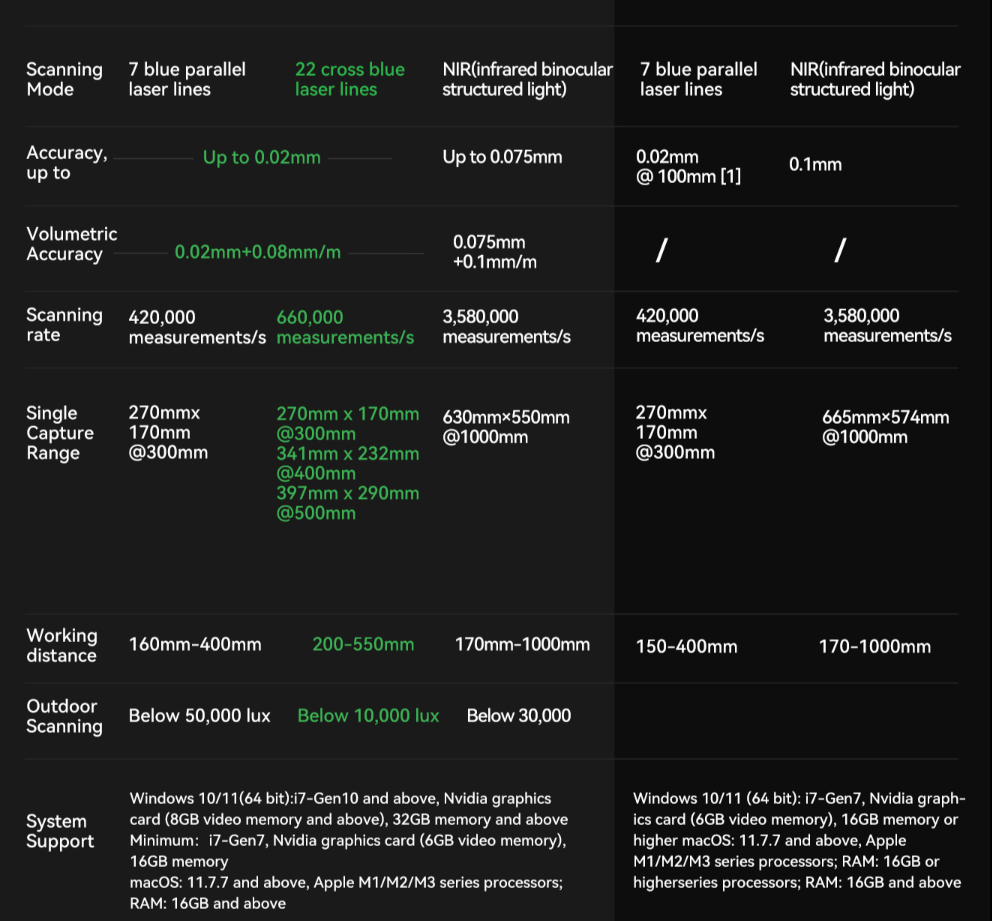 Scanning
Mode
7 blue parallel
laser lines
22 cross blue
laser lines
NIR(infrared binocular
structured light)
7 blue parallel
laser lines
NIR(infrared binocular
structured light)
Accuracy,
up to
Up to 0.02mm
Up to 0.075mm
0.02mm
@ 100mm [1]
0.1mm
Volumetric
Accuracy
0.02mm+0.08mm/m
0.075mm
+0.1mm/m
/
/
Scanning
rate
420,000
measurements/s
660,000
measurements/s
3,580,000
measurements/s
420,000
measurements/s
3,580,000
measurements/s
Single
Capture
Range
270mmx
170mm
@300mm
270mm x 170mm
@300mm
341mm x 232mm
@400mm
397mm x 290mm
@500mm
630mm×550mm
@1000mm
270mmx
170mm
@300mm
665mm×574mm
@1000mm
Working
distance
160mm-400mm
200-550mm
170mm-1000mm
150-400mm
170-1000mm
Outdoor
Scanning
Below 50,000 lux
Below 10,000 lux
Below 30,000
System
Support
Windows 10/11(64 bit):i7-Gen10 and above, Nvidia graphics
card (8GB video memory and above), 32GB memory and above
Minimum: i7-Gen7, Nvidia graphics card (6GB video memory),
16GB memory
macOS: 11.7.7 and above, Apple M1/M2/M3 series processors;
RAM: 16GB and above
Windows 10/11 (64 bit): i7-Gen7, Nvidia graph-
ics card (6GB video memory), 16GB memory or
higher macOS: 11.7.7 and above, Apple
M1/M2/M3 series processors; RAM: 16GB or
higherseries processors; RAM: 16GB and above